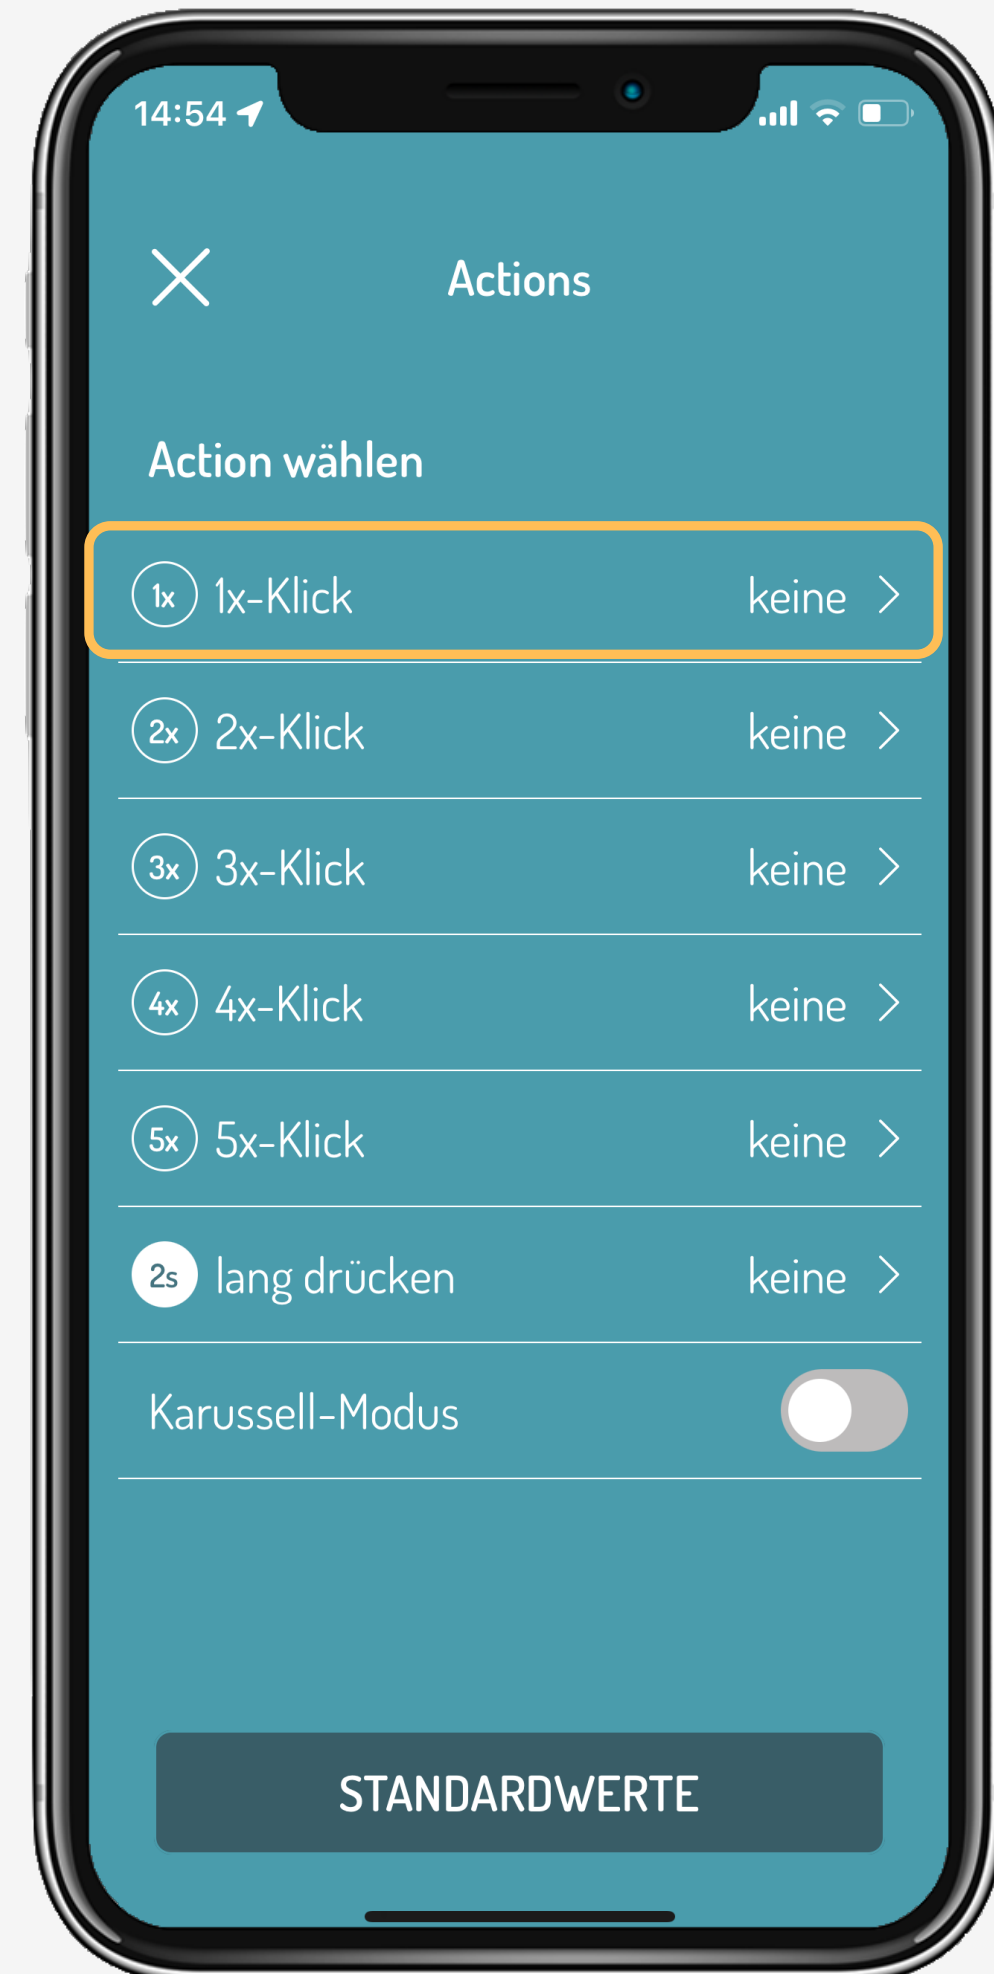 14:54
Actions
Action wählen
1x 1x-Klick keine
2x 2x-Klick keine
3x 3x-Klick keine
4x 4x-Klick keine
5x 5x-Klick keine
2s lang drücken keine
Karussell-Modus
STANDARDWERTE